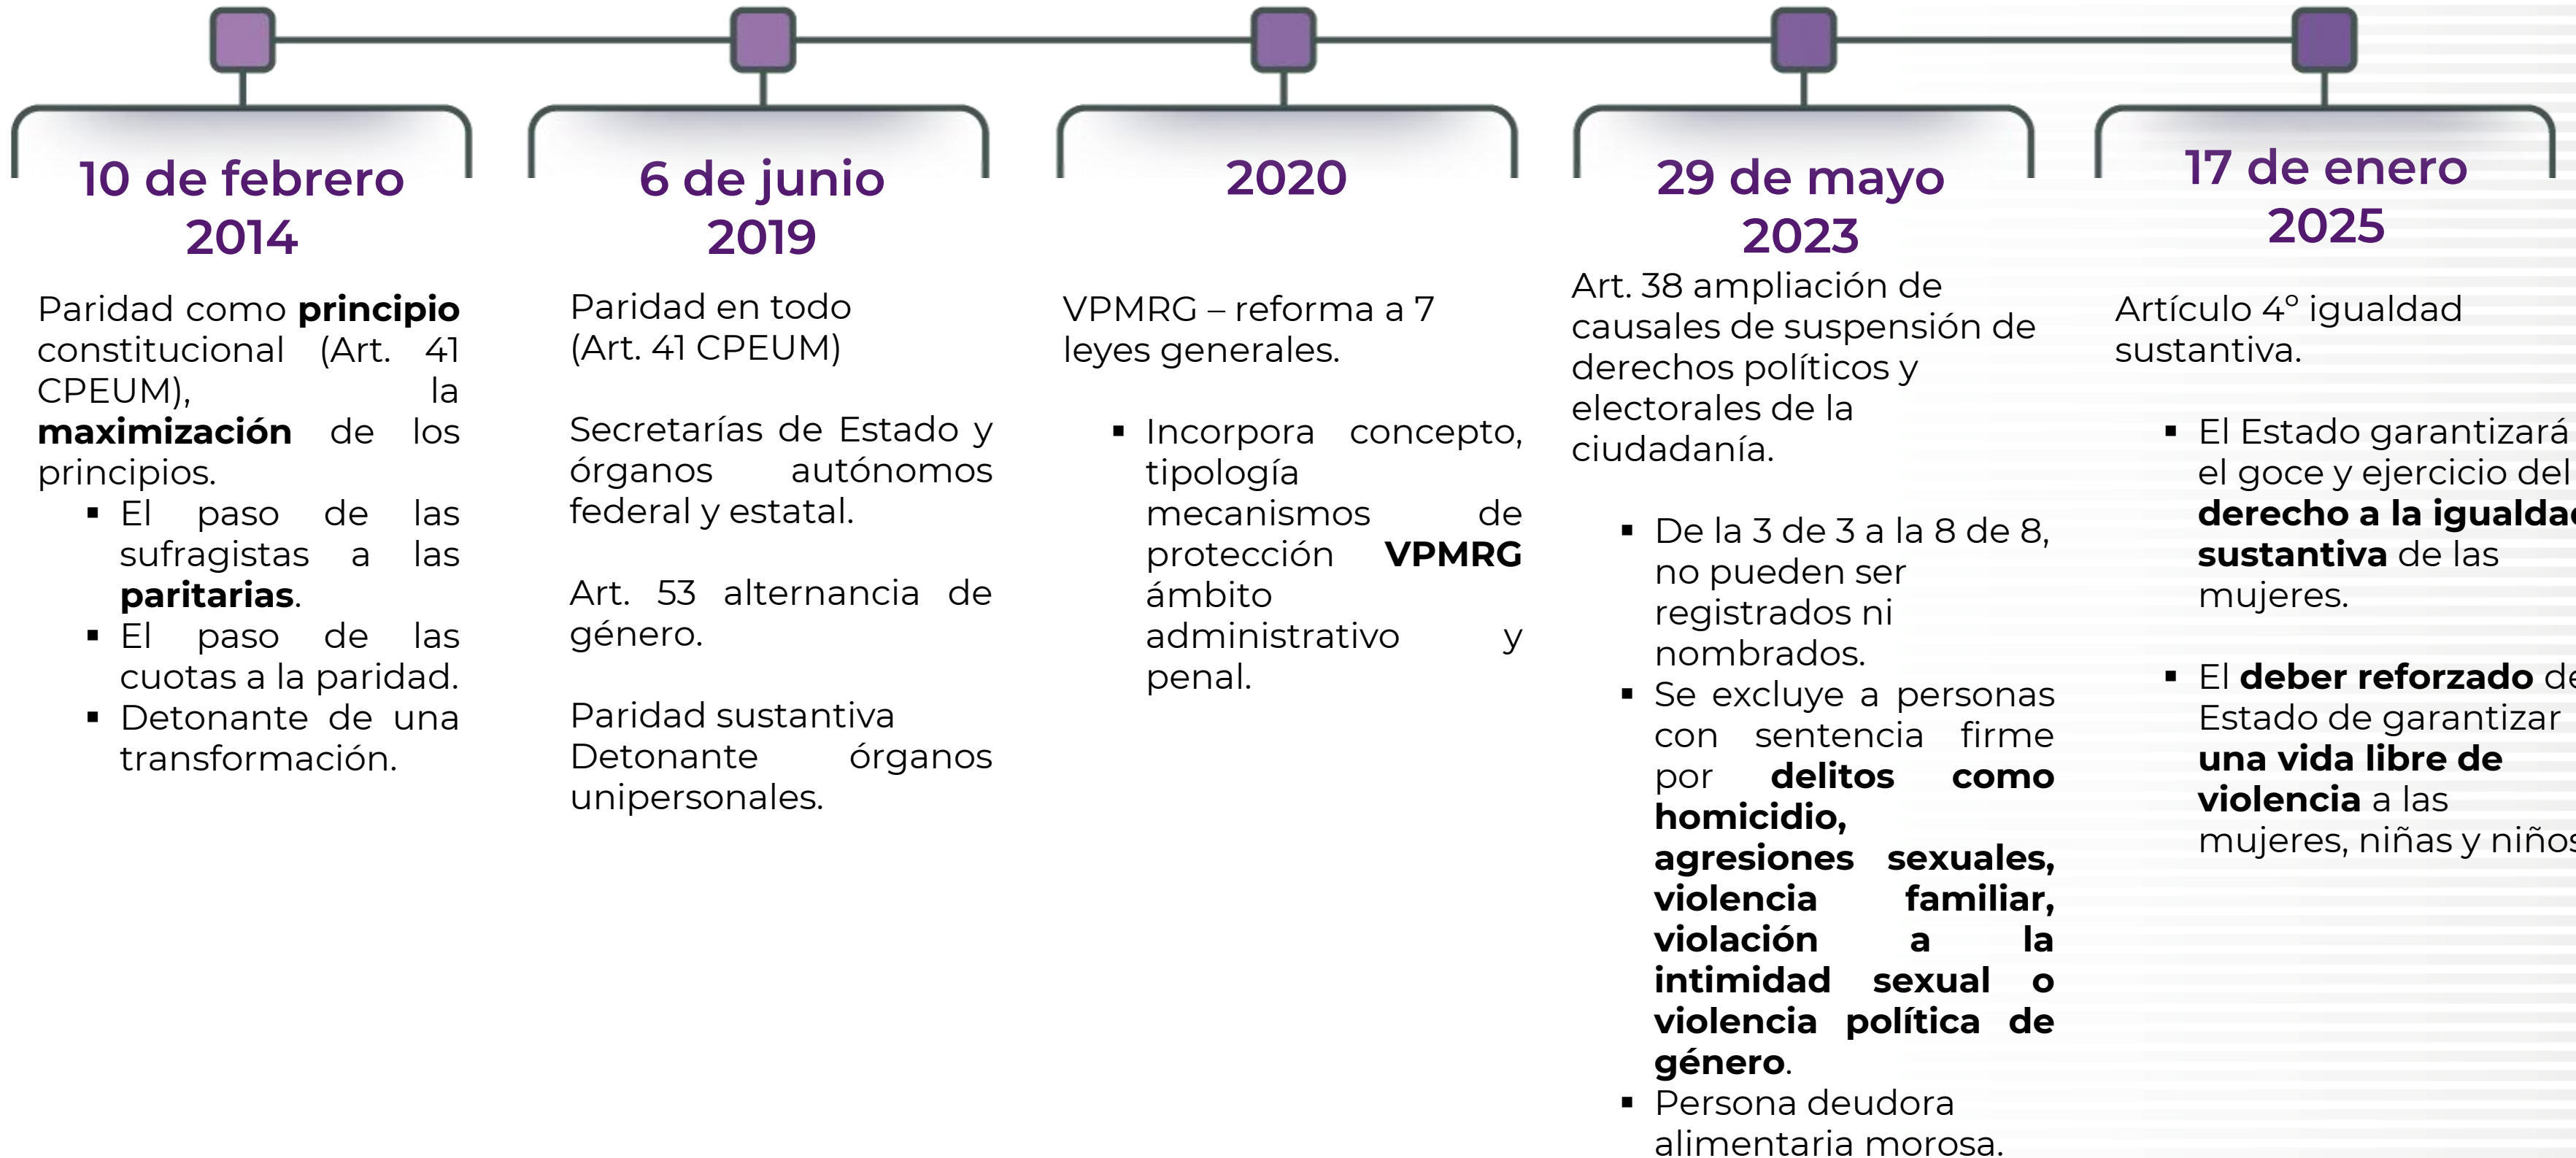 10 de febrero
2014
Paridad como principio
constitucional (Art. 41
CPEUM), la
maximización de los
principios.
▪ El paso de las
sufragistas a las
paritarias.
▪ El paso de las
cuotas a la paridad.
▪ Detonante de una
transformación.
6 de junio
2019
Paridad en todo
(Art. 41 CPEUM)
Secretarías de Estado y
órganos autónomos
federal y estatal.
Art. 53 alternancia de
género.
Paridad sustantiva
Detonante órganos
unipersonales.
2020
VPMRG – reforma a 7
leyes generales.
▪ Incorpora concepto,
tipología
mecanismos de
protección VPMRG
ámbito
administrativo y
penal.
29 de mayo
2023
Art. 38 ampliación de
causales de suspensión de
derechos políticos y
electorales de la
ciudadanía.
▪ De la 3 de 3 a la 8 de 8,
no pueden ser
registrados ni
nombrados.
▪ Se excluye a personas
con sentencia firme
por delitos como
homicidio,
agresiones sexuales,
violencia familiar,
violación a la
intimidad sexual o
violencia política de
género.
▪ Persona deudora
alimentaria morosa.
17 de enero
2025
Artículo 4º igualdad
sustantiva.
▪ El Estado garantizará
el goce y ejercicio del
derecho a la igualdad
sustantiva de las
mujeres.
▪ El deber reforzado de
Estado de garantizar
una vida libre de
violencia a las
mujeres, niñas y niños